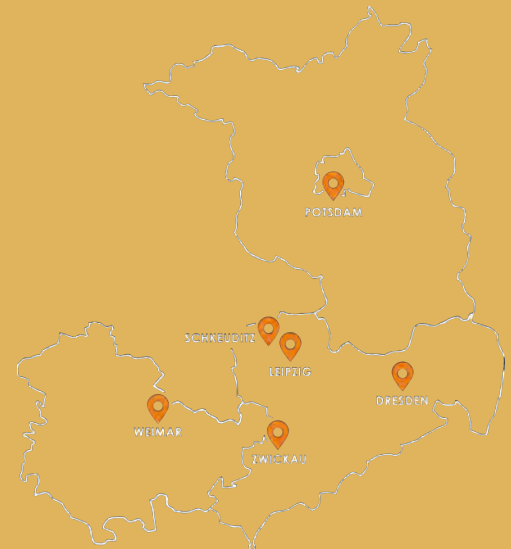 POTSDAM
SCHKEUDITZ
LEIPZIG
DRESDEN
WEIMAR
ZWICKAU